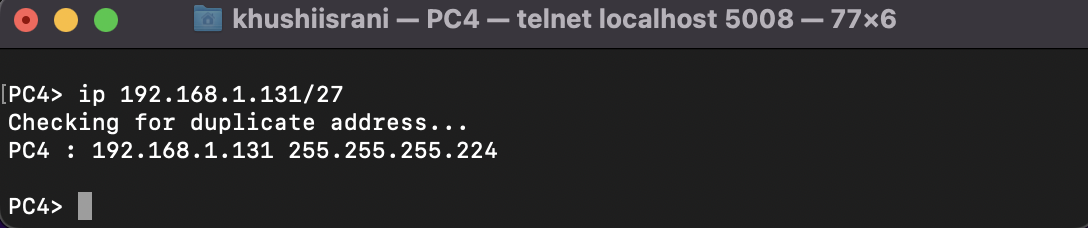 khushiisrani — PC4 — telnet localhost 5008 — 77×6
[PC4> ip 192.168.1.131/27
Checking for duplicate address...
PC4 : 192.168.1.131 255.255.255.224
PC4>